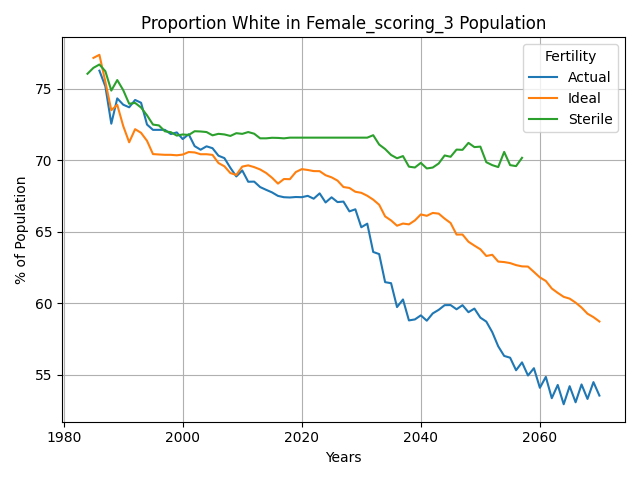 Proportion White in Female_scoring_3 Population
Fertility
Actual
Ideal
Sterile
% of Population
75
70
65
60
55
1980
2000
2020
2040
2060
Years